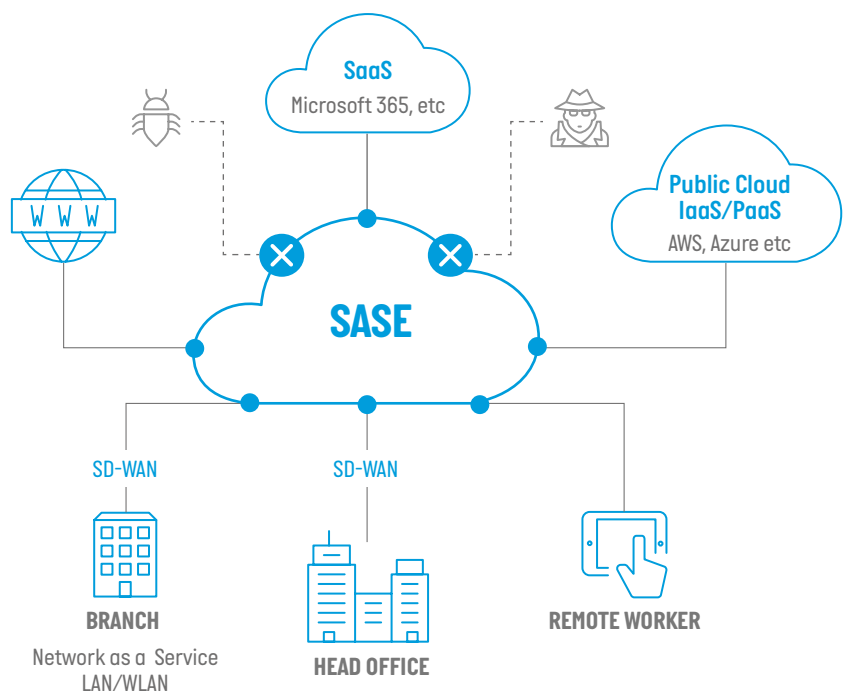 SaaS
Microsoft 365, etc
WWW
Public Cloud
IaaS/PaaS
AWS, Azure etc
SASE
SD-WAN
SD-WAN
BRANCH
Network as a Service
LAN/WLAN
HEAD OFFICE
REMOTE WORKER